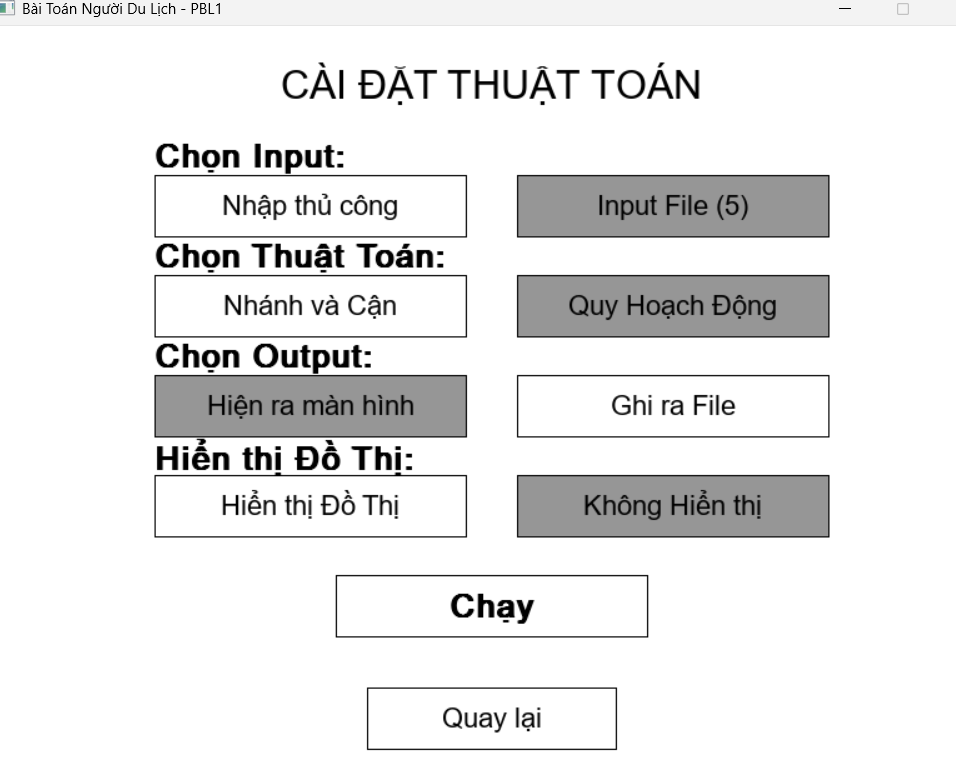 Bài Toán Người Du Lịch - PBL1
CÀI ĐẶT THUẬT TOÁN
Chọn Input:
Nhập thủ công
Input File (5)
Chọn Thuật Toán:
Nhánh và Cận
Quy Hoạch Động
Chọn Output:
Hiện ra màn hình
Ghi ra File
Hiển thị Đồ Thị:
Hiển thị Đồ Thị
Không Hiển thị
Chạy
Quay lại